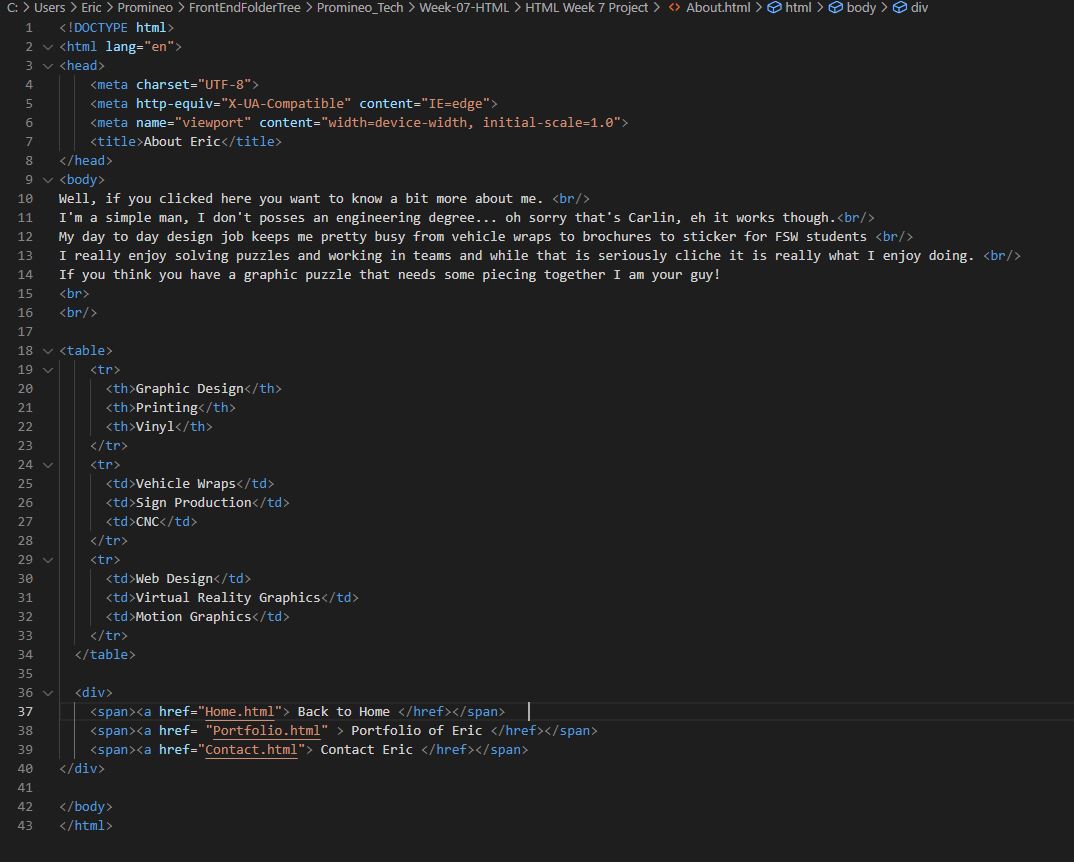 C: > Users > Eric > Promineo > FrontEndFolderTree > Promineo_Tech > Week-07-HTML > HTML Week 7 Project > <> About.html > html > body > div
1 <!DOCTYPE html>
2 <html lang="en">
3 <head>
4     <meta charset="UTF-8">
5     <meta http-equiv="X-UA-Compatible" content="IE=edge">
6     <meta name="viewport" content="width=device-width, initial-scale=1.0">
7     <title>About Eric</title>
8 </head>
9 <body>
10 Well, if you clicked here you want to know a bit more about me. <br/>
11 I'm a simple man, I don't posses an engineering degree... oh sorry that's Carlin, eh it works though.<br/>
12 My day to day design job keeps me pretty busy from vehicle wraps to brochures to sticker for FSW students <br/>
13 I really enjoy solving puzzles and working in teams and while that is seriously cliche it is really what I enjoy doing. <br/>
14 If you think you have a graphic puzzle that needs some piecing together I am your guy!
15 <br>
16 <br/>
17
18 <table>
19     <tr>
20       <th>Graphic Design</th>
21       <th>Printing</th>
22       <th>Vinyl</th>
23     </tr>
24     <tr>
25       <td>Vehicle Wraps</td>
26       <td>Sign Production</td>
27       <td>CNC</td>
28     </tr>
29     <tr>
30       <td>Web Design</td>
31       <td>Virtual Reality Graphics</td>
32       <td>Motion Graphics</td>
33     </tr>
34   </table>
35
36   <div>
37     <span><a href="Home.html"> Back to Home </href></span>
38     <span><a href= "Portfolio.html" > Portfolio of Eric </href></span>
39     <span><a href="Contact.html"> Contact Eric </href></span>
40 </div>
41
42 </body>
43 </html>